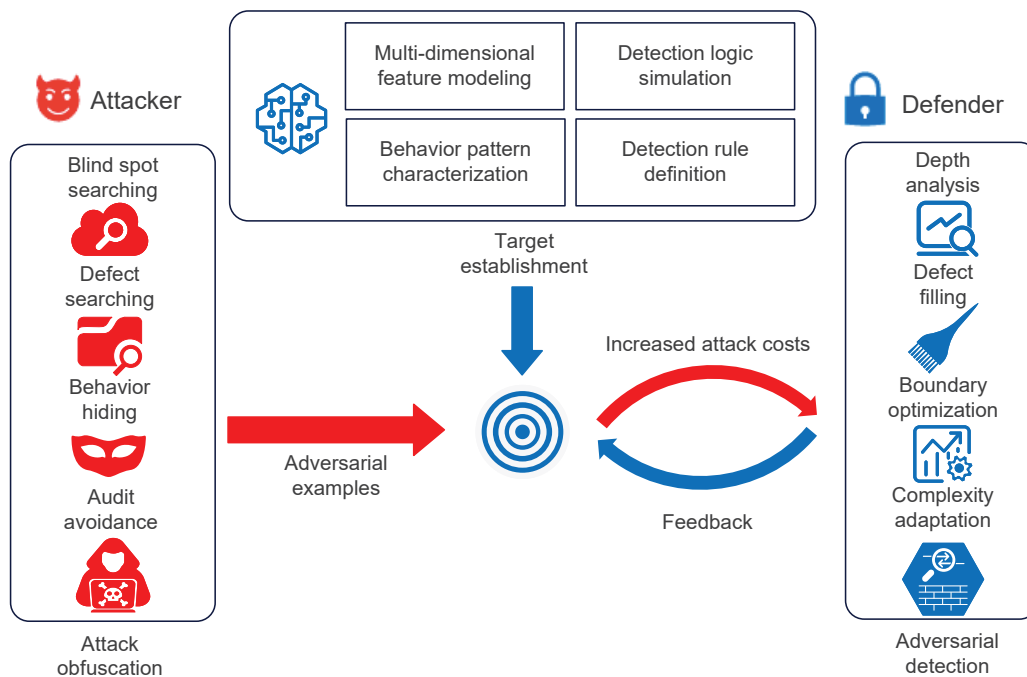 Attacker
Blind spot
searching
Defect
searching
Behavior
hiding
Audit
avoidance
Attack
obfuscation
Multi-dimensional
feature modeling
Detection logic
simulation
Behavior pattern
characterization
Detection rule
definition
Target
establishment
Adversarial
examples
Increased attack costs
Feedback
Defender
Depth
analysis
Defect
filling
Boundary
optimization
Complexity
adaptation
Adversarial
detection